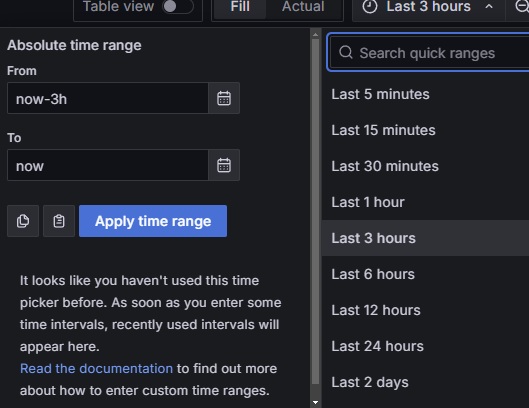 Table view
Fill
Actual
Last 3 hours
Absolute time range
From
now-3h
To
now
Apply time range
It looks like you haven't used this time
picker before. As soon as you enter some
time intervals, recently used intervals will
appear here.
Read the documentation to find out more
about how to enter custom time ranges.
Search quick ranges
Last 5 minutes
Last 15 minutes
Last 30 minutes
Last 1 hour
Last 3 hours
Last 6 hours
Last 12 hours
Last 24 hours
Last 2 days